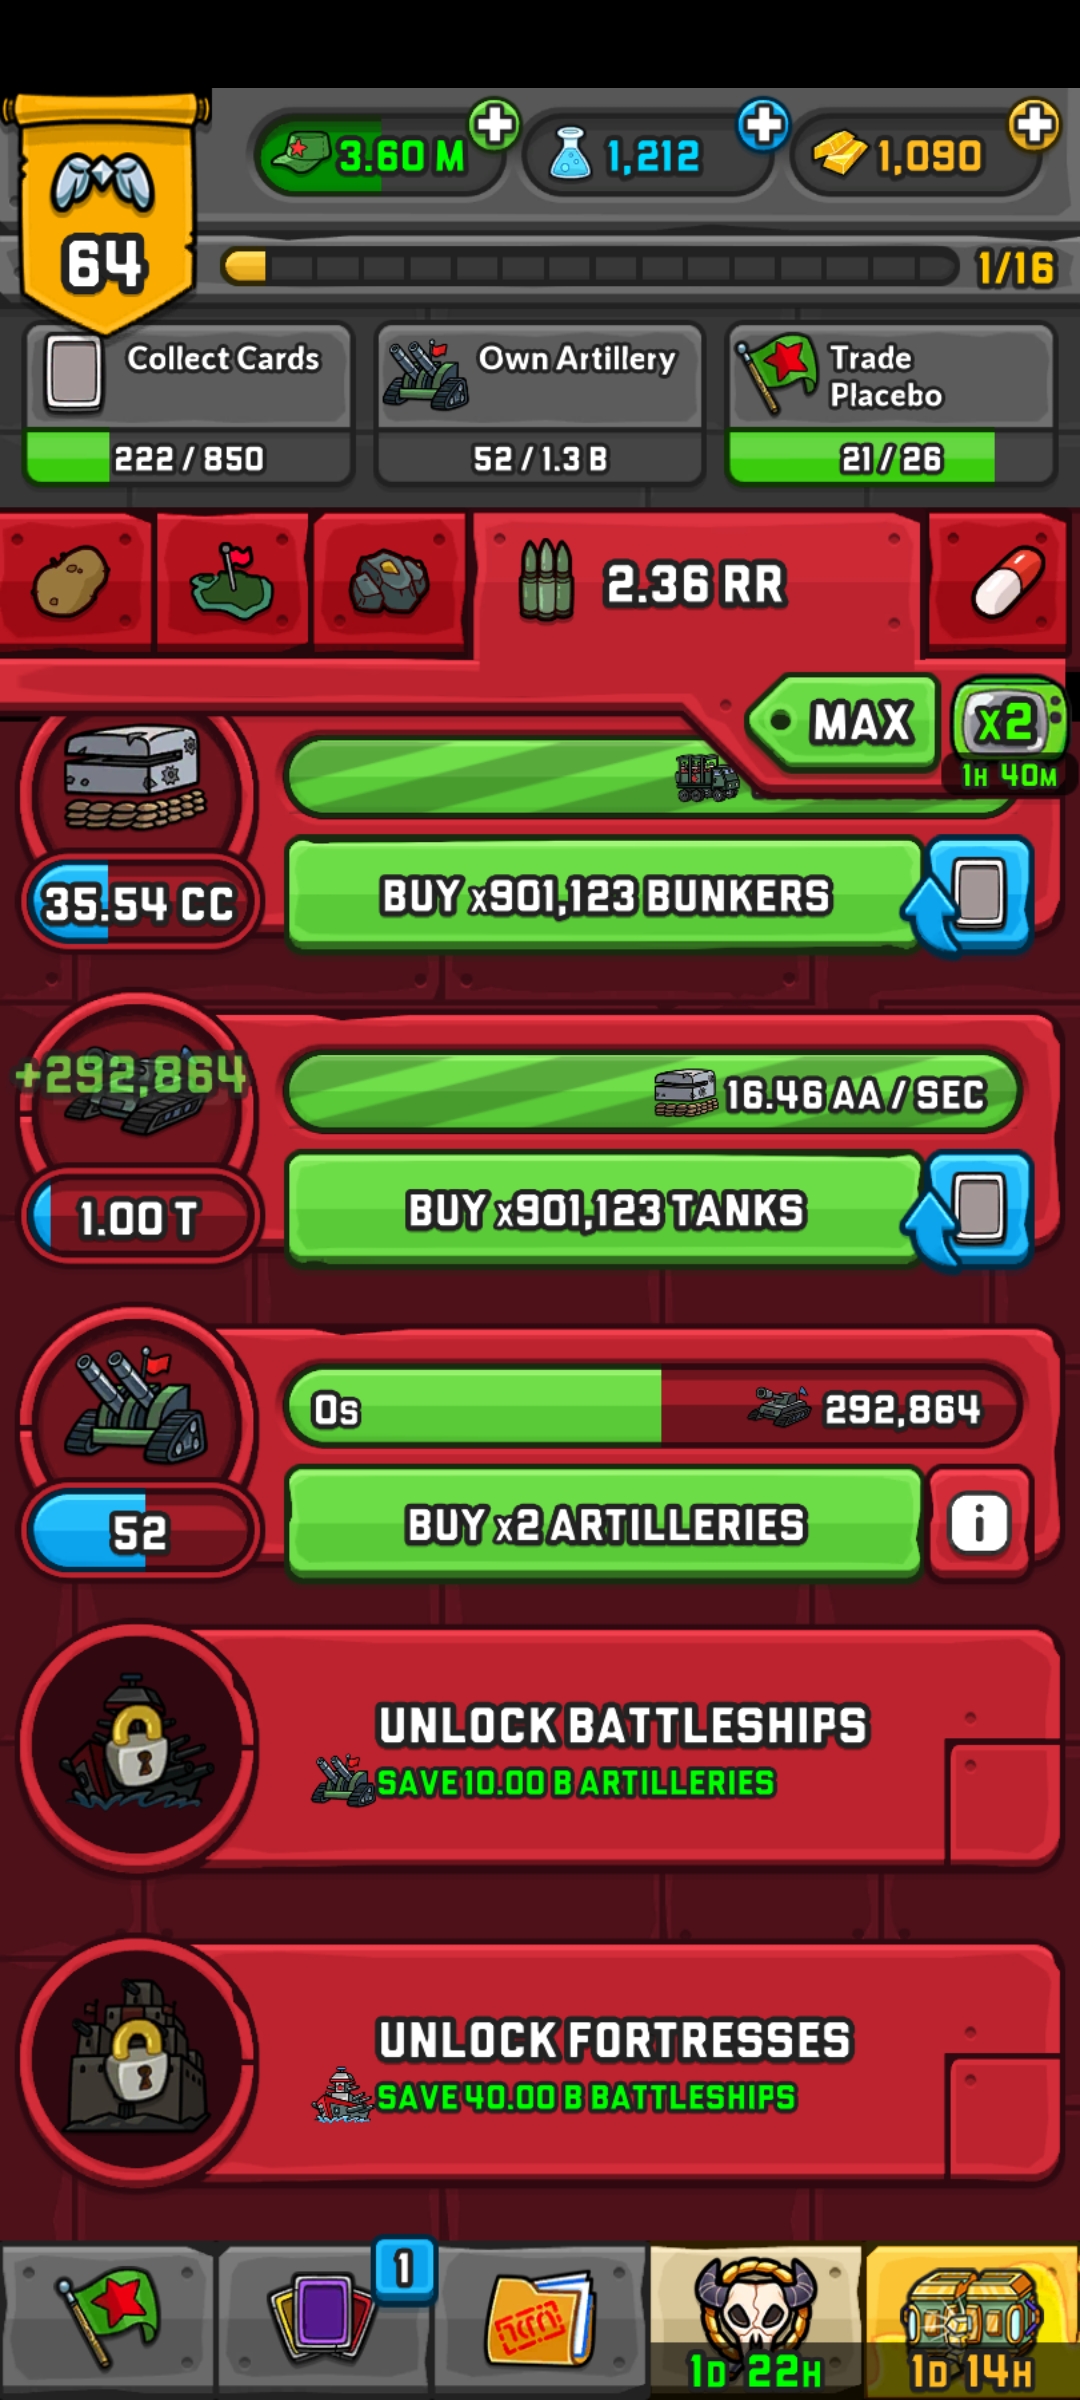 64
3.60 M
1,212
1,090
1/16
Collect Cards
222 / 850
Own Artillery
52 / 1.3 B
Trade
Placebo
21 / 26
2.36 RR
MAX
x2
1H 40M
35.54 CC
BUY x901,123 BUNKERS
+292,864
16.46 AA / SEC
1.00 T
BUY x901,123 TANKS
0s
292,864
52
BUY x2 ARTILLERIES
i
UNLOCK BATTLESHIPS
SAVE 10.00 B ARTILLERIES
UNLOCK FORTRESSES
SAVE 40.00 B BATTLESHIPS
1
1D 22H
1D 14H